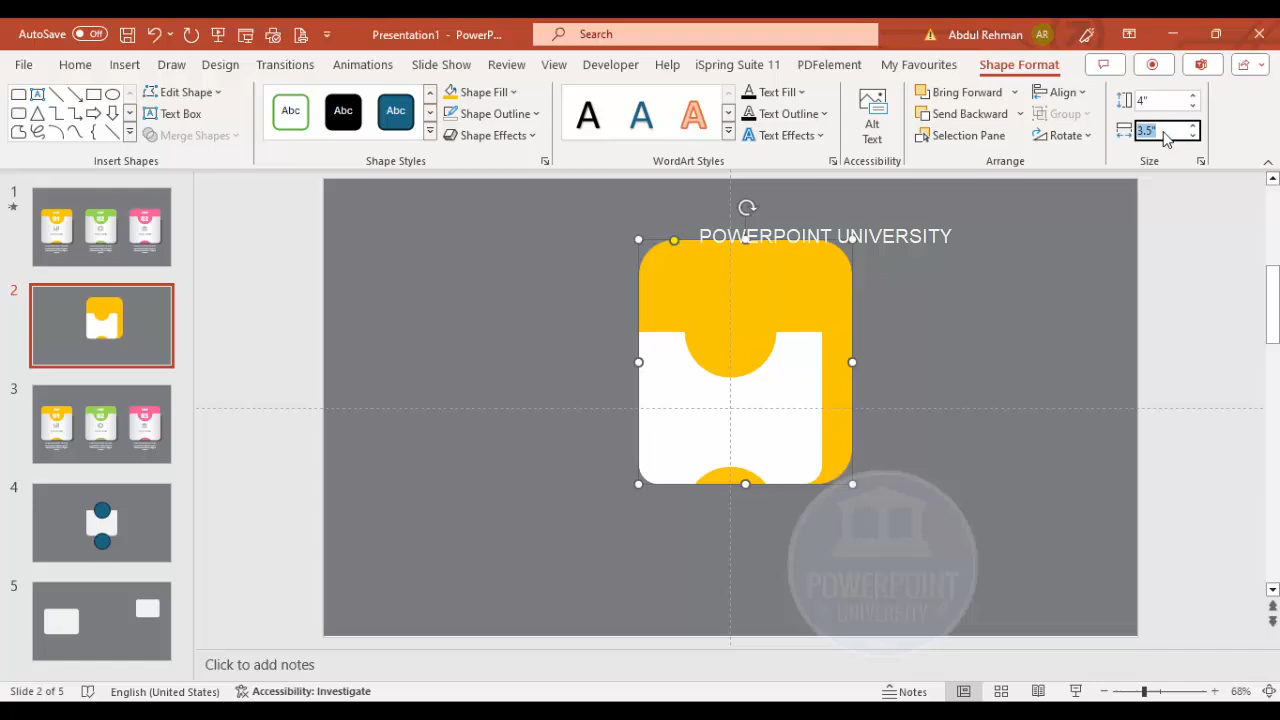 AutoSave Off
Presentation1 - PowerP...
Search
Abdul Rehman AR
File Home Insert Draw Design Transitions Animations Slide Show Review View Developer Help iSpring Suite 11 PDFelement My Favourites Shape Format
Edit Shape
Text Box
Merge Shapes
Insert Shapes
Abc Abc Abc
Shape Fill
Shape Outline
Shape Effects
Shape Styles
A A A
Text Fill
Text Outline
Text Effects
WordArt Styles
Alt
Text
Accessibility
Bring Forward
Send Backward
Selection Pane
Align
Group
Rotate
Arrange
4"
3.5"
Size
1
2
3
4
5
POWERPOINT UNIVERSITY
POWERPOINT
UNIVERSITY
Click to add notes
Slide 2 of 5 English (United States) Accessibility: Investigate Notes 68%